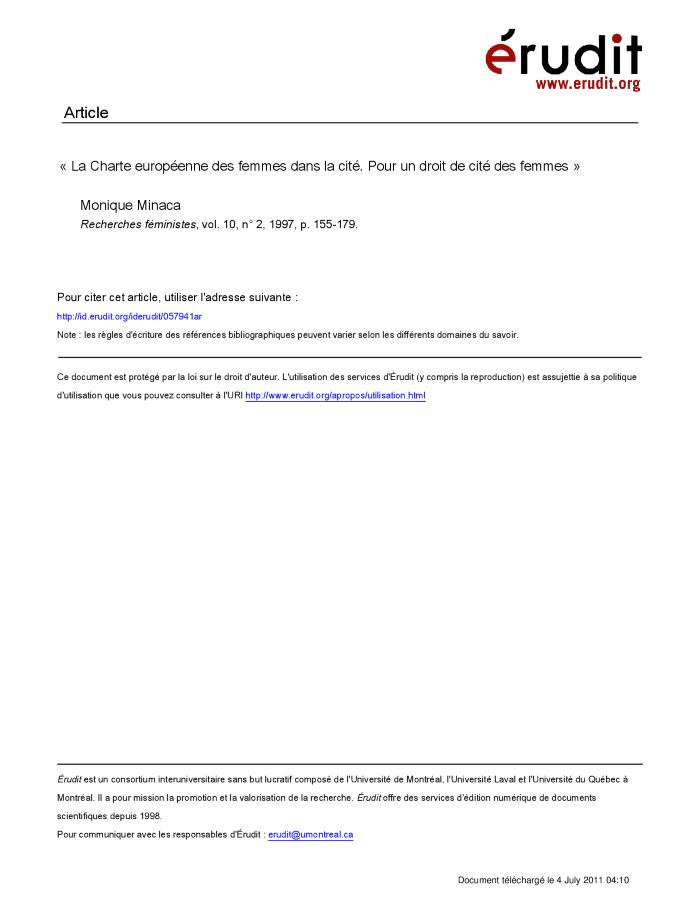 érudit
www.erudit.org
Article
« La Charte européenne des femmes dans la cité. Pour un droit de cité des femmes »
Monique Minaca
Recherches féministes, vol. 10, n° 2, 1997, p. 155-179.
Pour citer cet article, utiliser l'adresse suivante :
http://id.erudit.org/iderudit/057941ar
Note : les règles d'écriture des références bibliographiques peuvent varier selon les différents domaines du savoir.
Ce document est protégé par la loi sur le droit d'auteur. L'utilisation des services d'Érudit (y compris la reproduction) est assujettie à sa politique
d'utilisation que vous pouvez consulter à l'URI http://www.erudit.org/apropos/utilisation.html
Érudit est un consortium interuniversitaire sans but lucratif composé de l'Université de Montréal, l'Université Laval et l'Université du Québec à
Montréal. Il a pour mission la promotion et la valorisation de la recherche. Érudit offre des services d'édition numérique de documents
scientifiques depuis 1998.
Pour communiquer avec les responsables d'Érudit : erudit@umontreal.ca
Document téléchargé le 4 July 2011 04:10